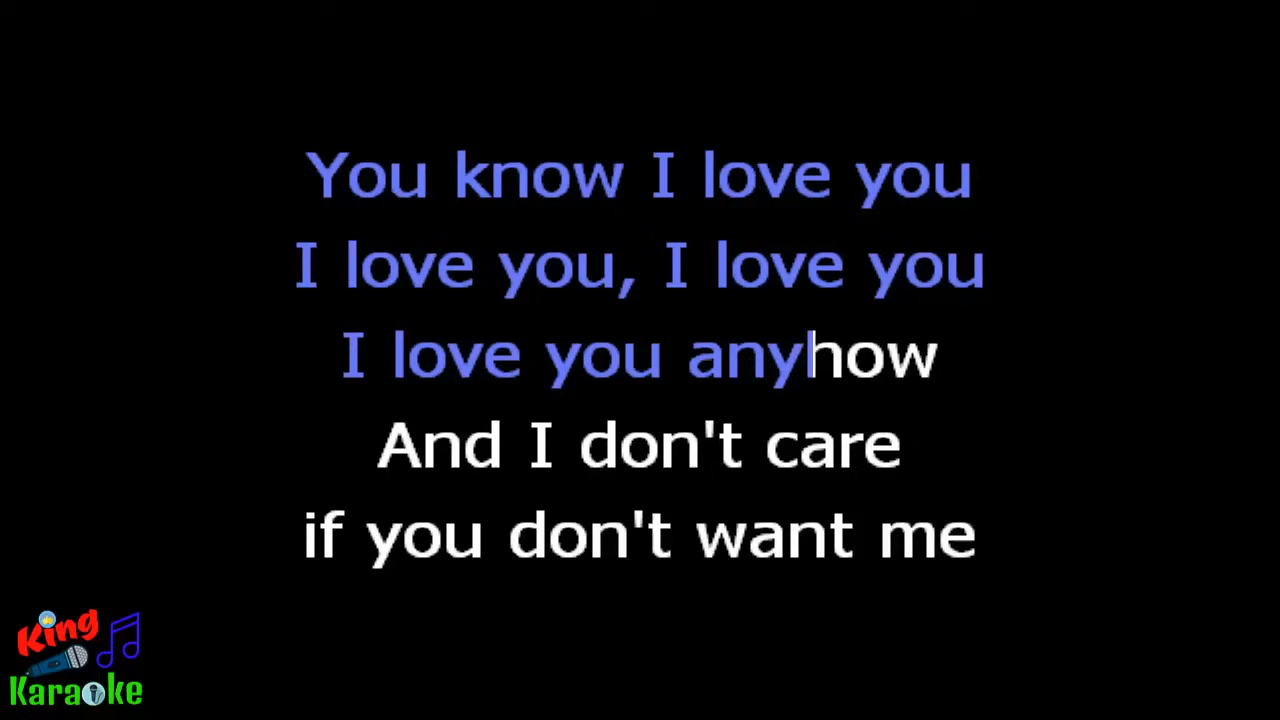 You know I love you
I love you, I love you
I love you anyhow
And I don't care
if you don't want me
King
Karaoke